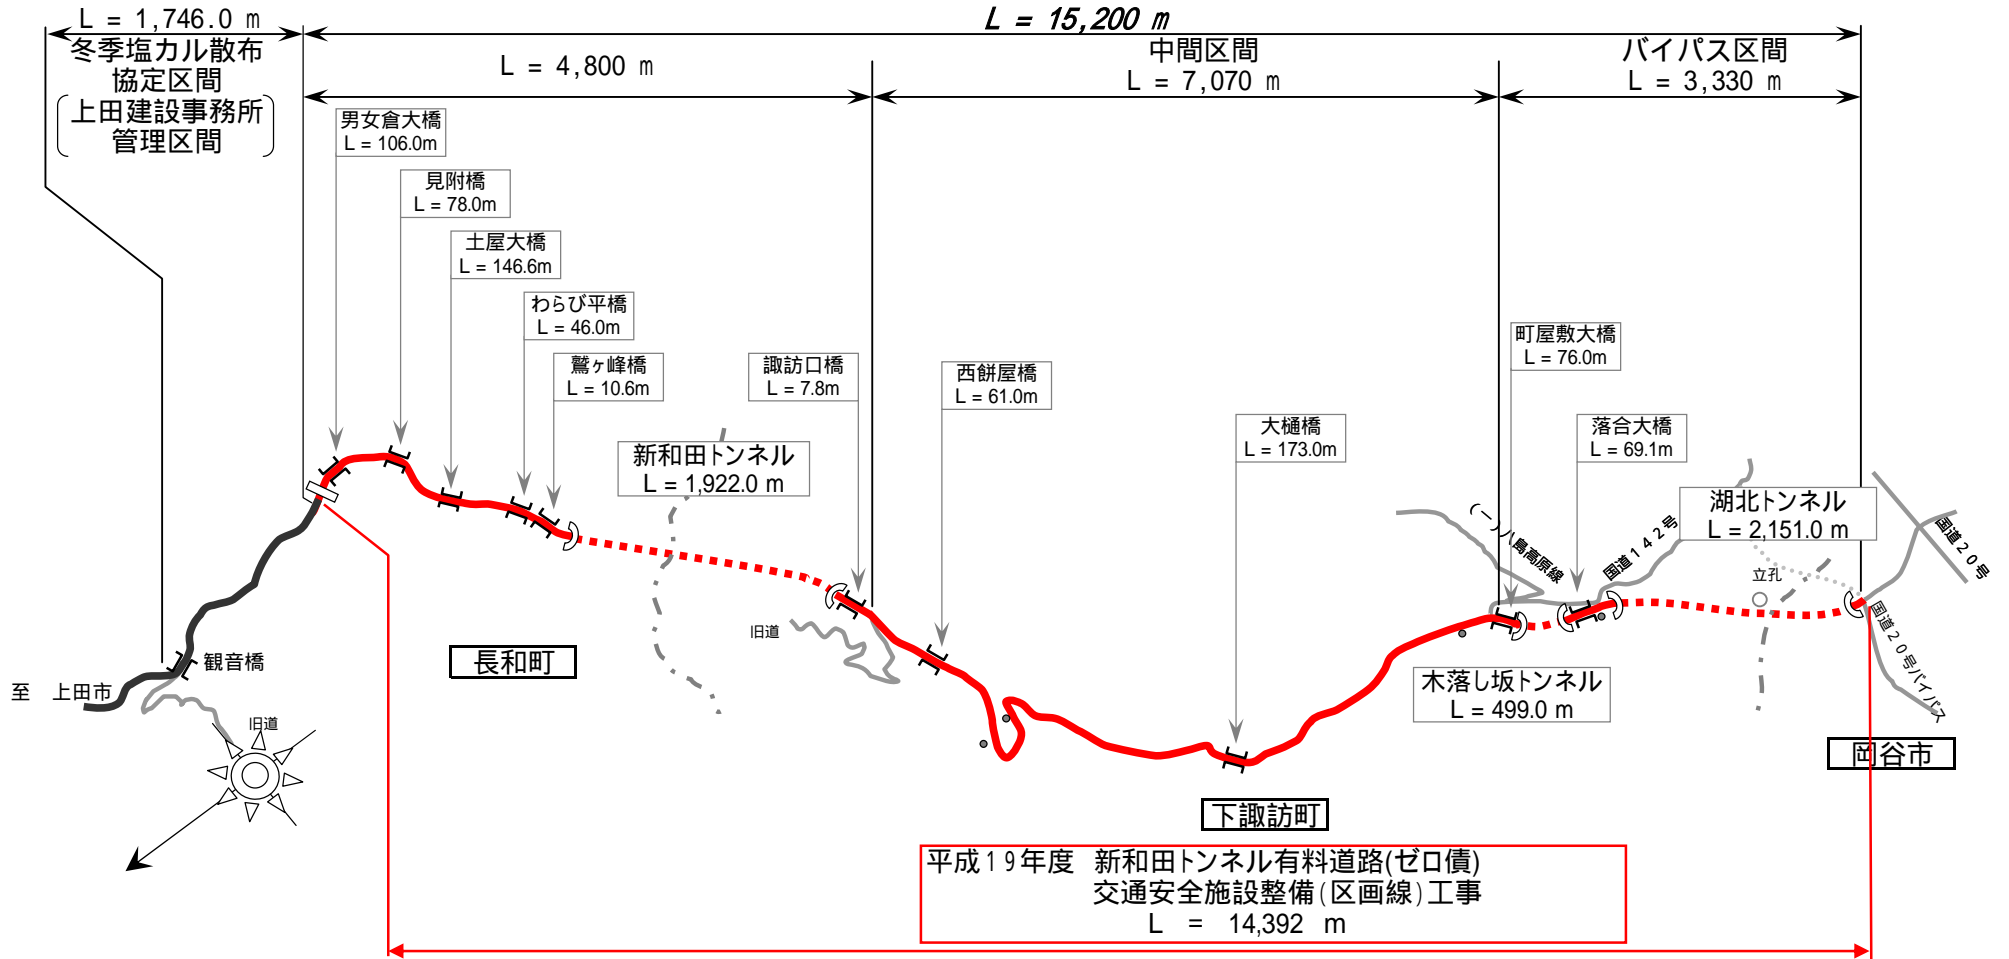 L = 1,746.0 m
冬季塩カル散布
協定区間
上田建設事務所
管理区間
L = 15,200 m
L = 4,800 m
中間区間
L = 7,070 m
バイパス区間
L = 3,330 m
男女倉大橋
L = 106.0m
見附橋
L = 78.0m
土屋大橋
L = 146.6m
わらび平橋
L = 46.0m
鷲ヶ峰橋
L = 10.6m
新和田トンネル
L = 1,922.0 m
諏訪口橋
L = 7.8m
西餅屋橋
L = 61.0m
大樋橋
L = 173.0m
町屋敷大橋
L = 76.0m
落合大橋
L = 69.1m
湖北トンネル
L = 2,151.0 m
(一)八島高原線
国道142号
国道20号
立孔
国道20号バイパス
旧道
観音橋
長和町
至 上田市
旧道
木落し坂トンネル
L = 499.0 m
岡谷市
下諏訪町
平成19年度 新和田トンネル有料道路(ゼロ債)
交通安全施設整備(区画線)工事
L = 14,392 m